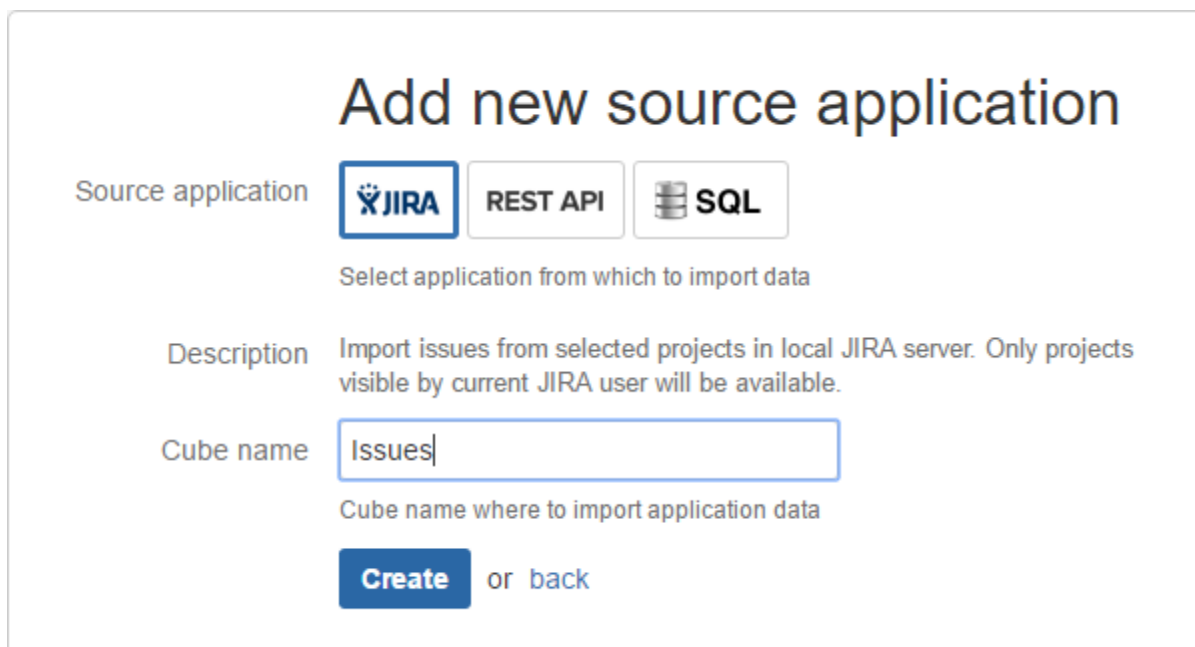 Add new source application
Source application
JIRA
REST API
SQL
Select application from which to import data
Description
Import issues from selected projects in local JIRA server. Only projects
visible by current JIRA user will be available.
Cube name
Issues
Cube name where to import application data
Create or back